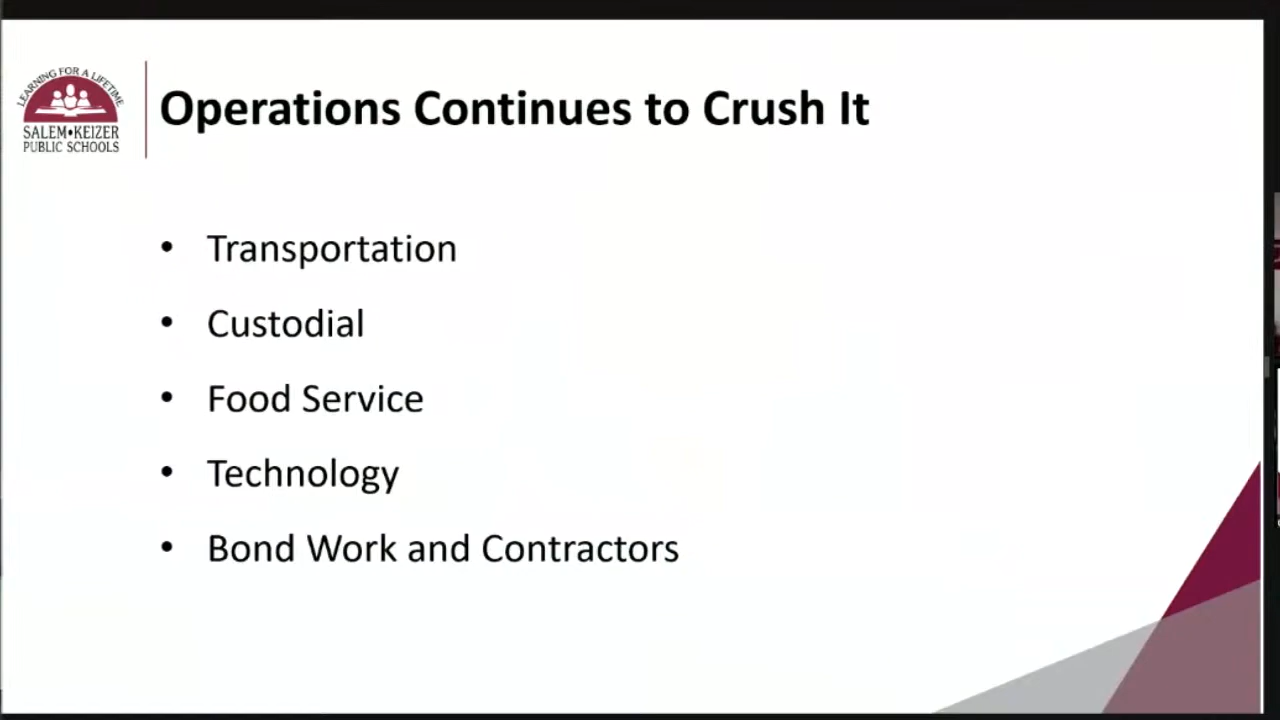 LEARNING FOR A LIFETIME
SALEM•KEIZER
PUBLIC SCHOOLS
Operations Continues to Crush It
• Transportation
• Custodial
• Food Service
• Technology
• Bond Work and Contractors